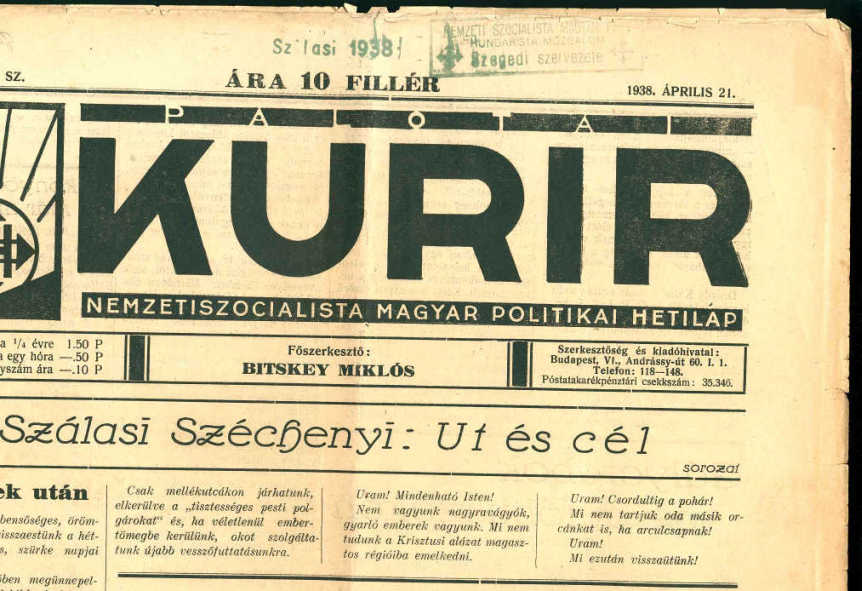 Szálasi 1938
NEMZETI SZOCIALISTA MAGYAR
HUNGARISTA MOZGALOM
Szegedi szervezete
SZ.
ÁRA 10 FILLÉR
1938. ÁPRILIS 21.
PALOTAI
KURIR
NEMZETISZOCIALISTA MAGYAR POLITIKAI HETILAP
a 1/4 évre 1.50 P
a egy hóra —.50 P
yszám ára —.10 P
Főszerkesztő:
BITSKEY MIKLÓS
Szerkesztőség és kiadóhivatal:
Budapest, VI., Andrássy-út 60. I. 1.
Telefon: 118—148.
Póstatakarékpénztári csekkszám: 35.346.
Szálasi Széchenyi: Ut és cél
sorozat
ek után
bensőséges, öröm-
isszaestünk a hét-
s, szürke napjai
őben megünnepel-
Csak mellékutcákon járhatunk,
elkerülve a „tisztességes pesti pol-
gárokat" és, ha véletlenül ember-
tömegbe kerülünk, okot szolgálta-
tunk újabb vesszőfuttatásunkra.
Uram! Mindenható Isten!
Nem vagyunk nagyravágyók,
gyarló emberek vagyunk. Mi nem
tudunk a Krisztusi alázat magasz-
tos régióiba emelkedni.
Uram! Csordultig a pohár!
Mi nem tartjuk oda másik or-
cánkat is, ha arculcsapnak!
Uram!
Mi ezután visszaütünk!